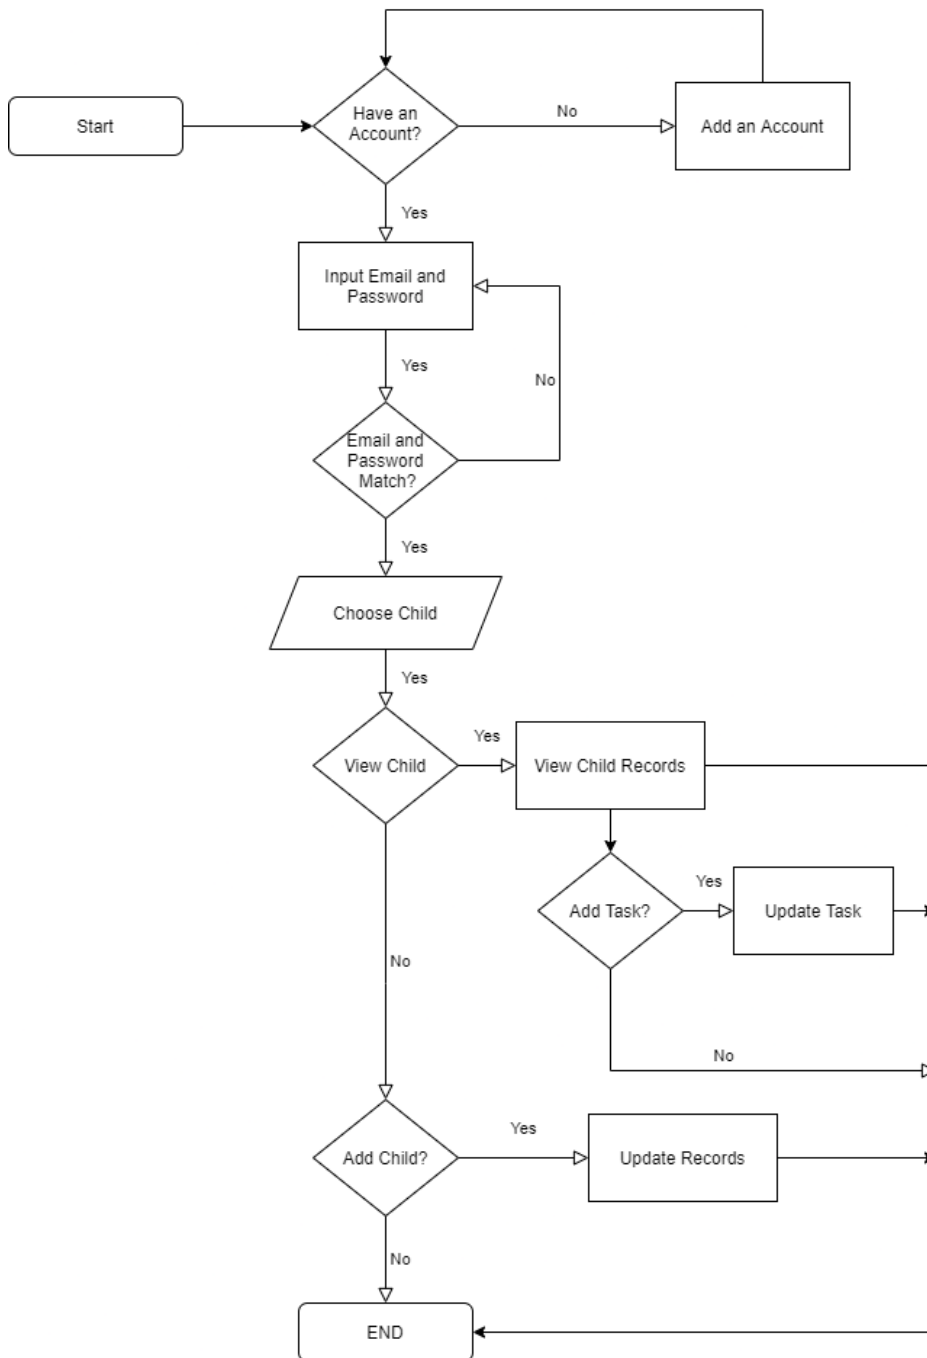 Start
Have an
Account?
No
Add an Account
Yes
Input Email and
Password
Yes
No
Email and
Password
Match?
Yes
Choose Child
Yes
View Child
Yes
View Child Records
Add Task?
Yes
Update Task
No
No
Add Child?
Yes
Update Records
No
END